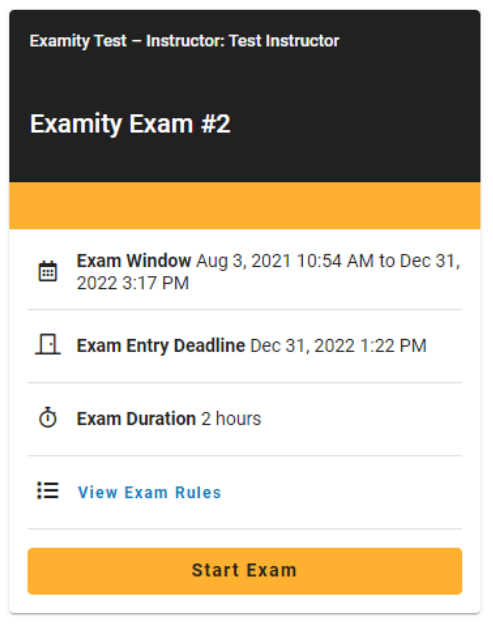 Examity Test – Instructor: Test Instructor
Examity Exam #2
Exam Window Aug 3, 2021 10:54 AM to Dec 31,
2022 3:17 PM
Exam Entry Deadline Dec 31, 2022 1:22 PM
Exam Duration 2 hours
View Exam Rules
Start Exam